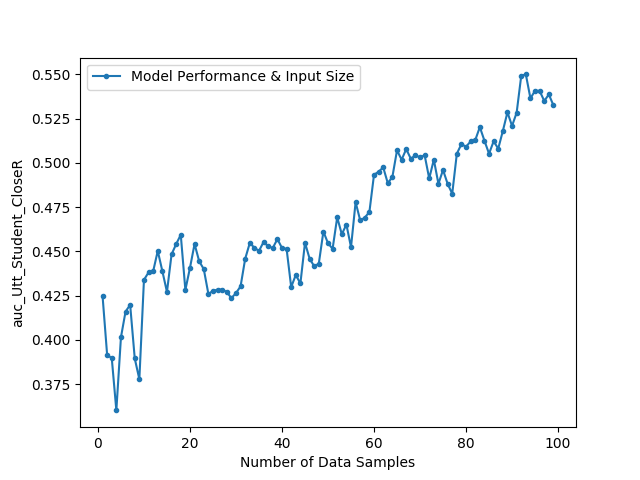 Model Performance & Input Size
auc_Utt_Student_CloseR
0.550
0.525
0.500
0.475
0.450
0.425
0.400
0.375
0 20 40 60 80 100
Number of Data Samples